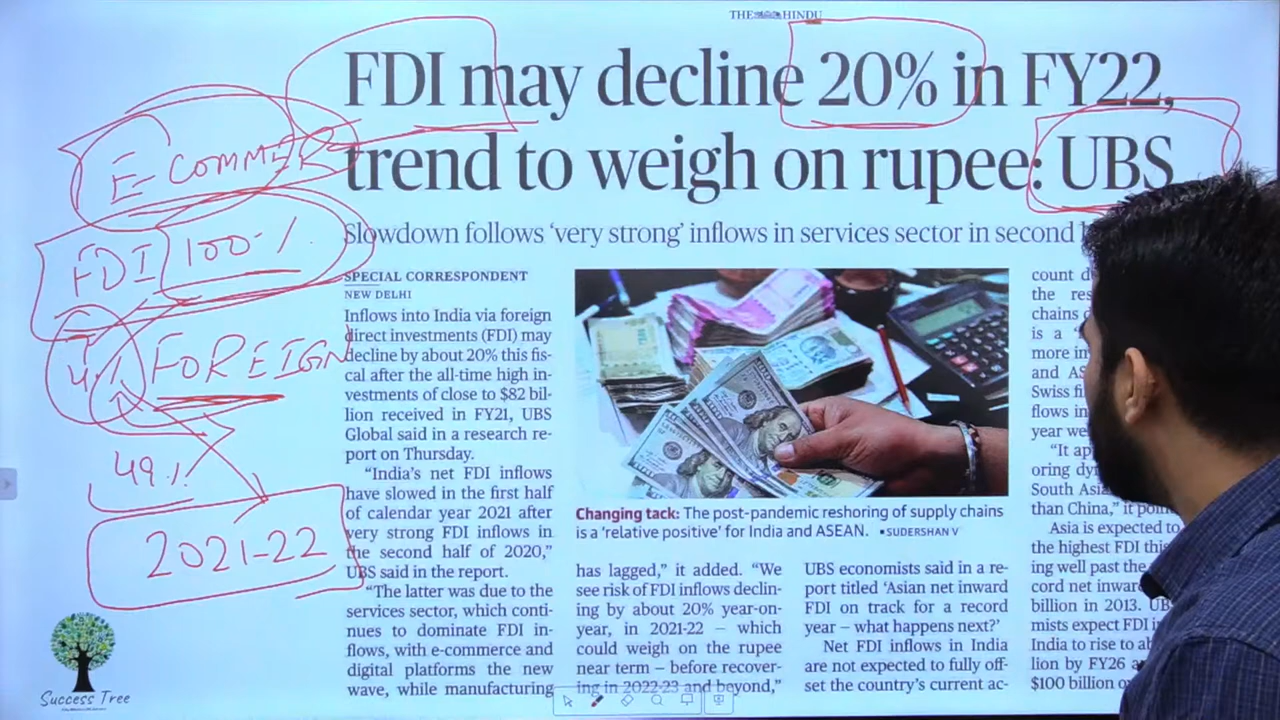 THE HINDU
FDI may decline 20% in FY22,
trend to weigh on rupee: UBS
Slowdown follows ‘very strong’ inflows in services sector in second
SPECIAL CORRESPONDENT
NEW DELHI
Inflows into India via foreign
direct investments (FDI) may
decline by about 20% this fis-
cal after the all-time high in-
vestments of close to $82 bil-
lion received in FY21, UBS
Global said in a research re-
port on Thursday.
“India’s net FDI inflows
have slowed in the first half
of calendar year 2021 after
very strong FDI inflows in
the second half of 2020,”
UBS said in the report.
“The latter was due to the
services sector, which conti-
nues to dominate FDI in-
flows, with e-commerce and
digital platforms the new
wave, while manufacturing
Changing tack: The post-pandemic reshoring of supply chains
is a ‘relative positive’ for India and ASEAN. ▪ SUDERSHAN V
has lagged,” it added. “We
see risk of FDI inflows declin-
ing by about 20% year-on-
year, in 2021-22 – which
could weigh on the rupee
near term – before recover-
ing in 2022-23 and beyond,”
UBS economists said in a re-
port titled ‘Asian net inward
FDI on track for a record
year – what happens next?’
Net FDI inflows in India
are not expected to fully off-
set the country’s current ac-
count
the
chains
is a
more
and
Swiss
flows
year
“It
oring
South
than China,” it
Asia is expected to
the highest FDI
ing well past the
cord net inward
billion in 2013.
mists expect FDI
India to rise to
lion by FY26
$100 billion
E-COMMER
FDI 100%
FOREIGN
49%
2021-22
Success Tree